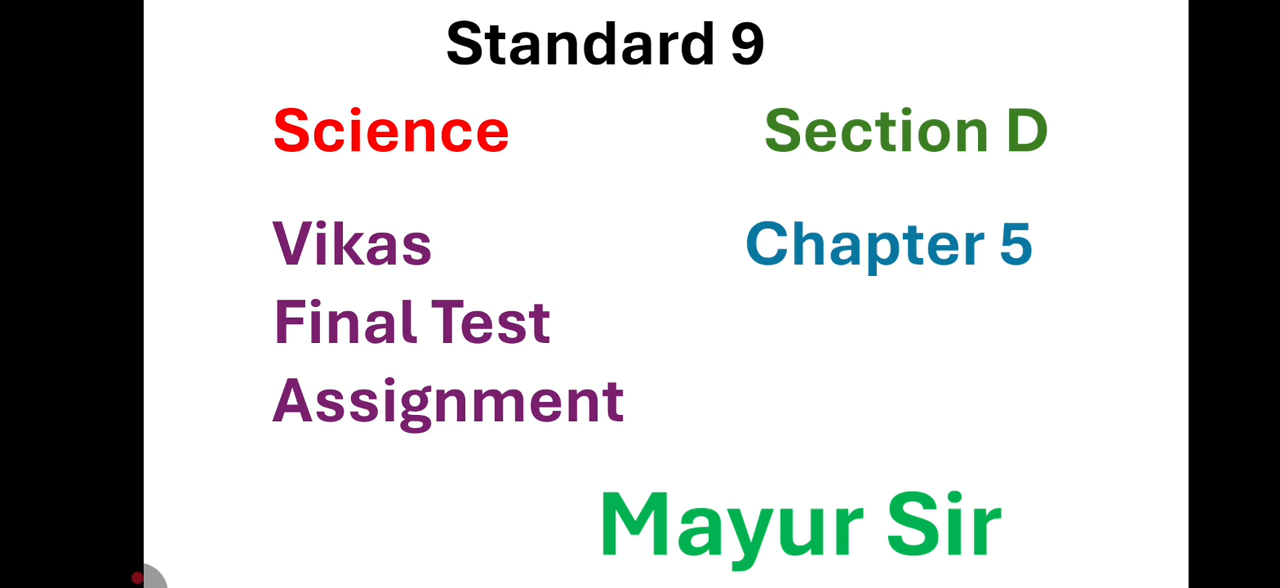 Standard 9
Science Section D
Vikas Chapter 5
Final Test
Assignment
Mayur Sir